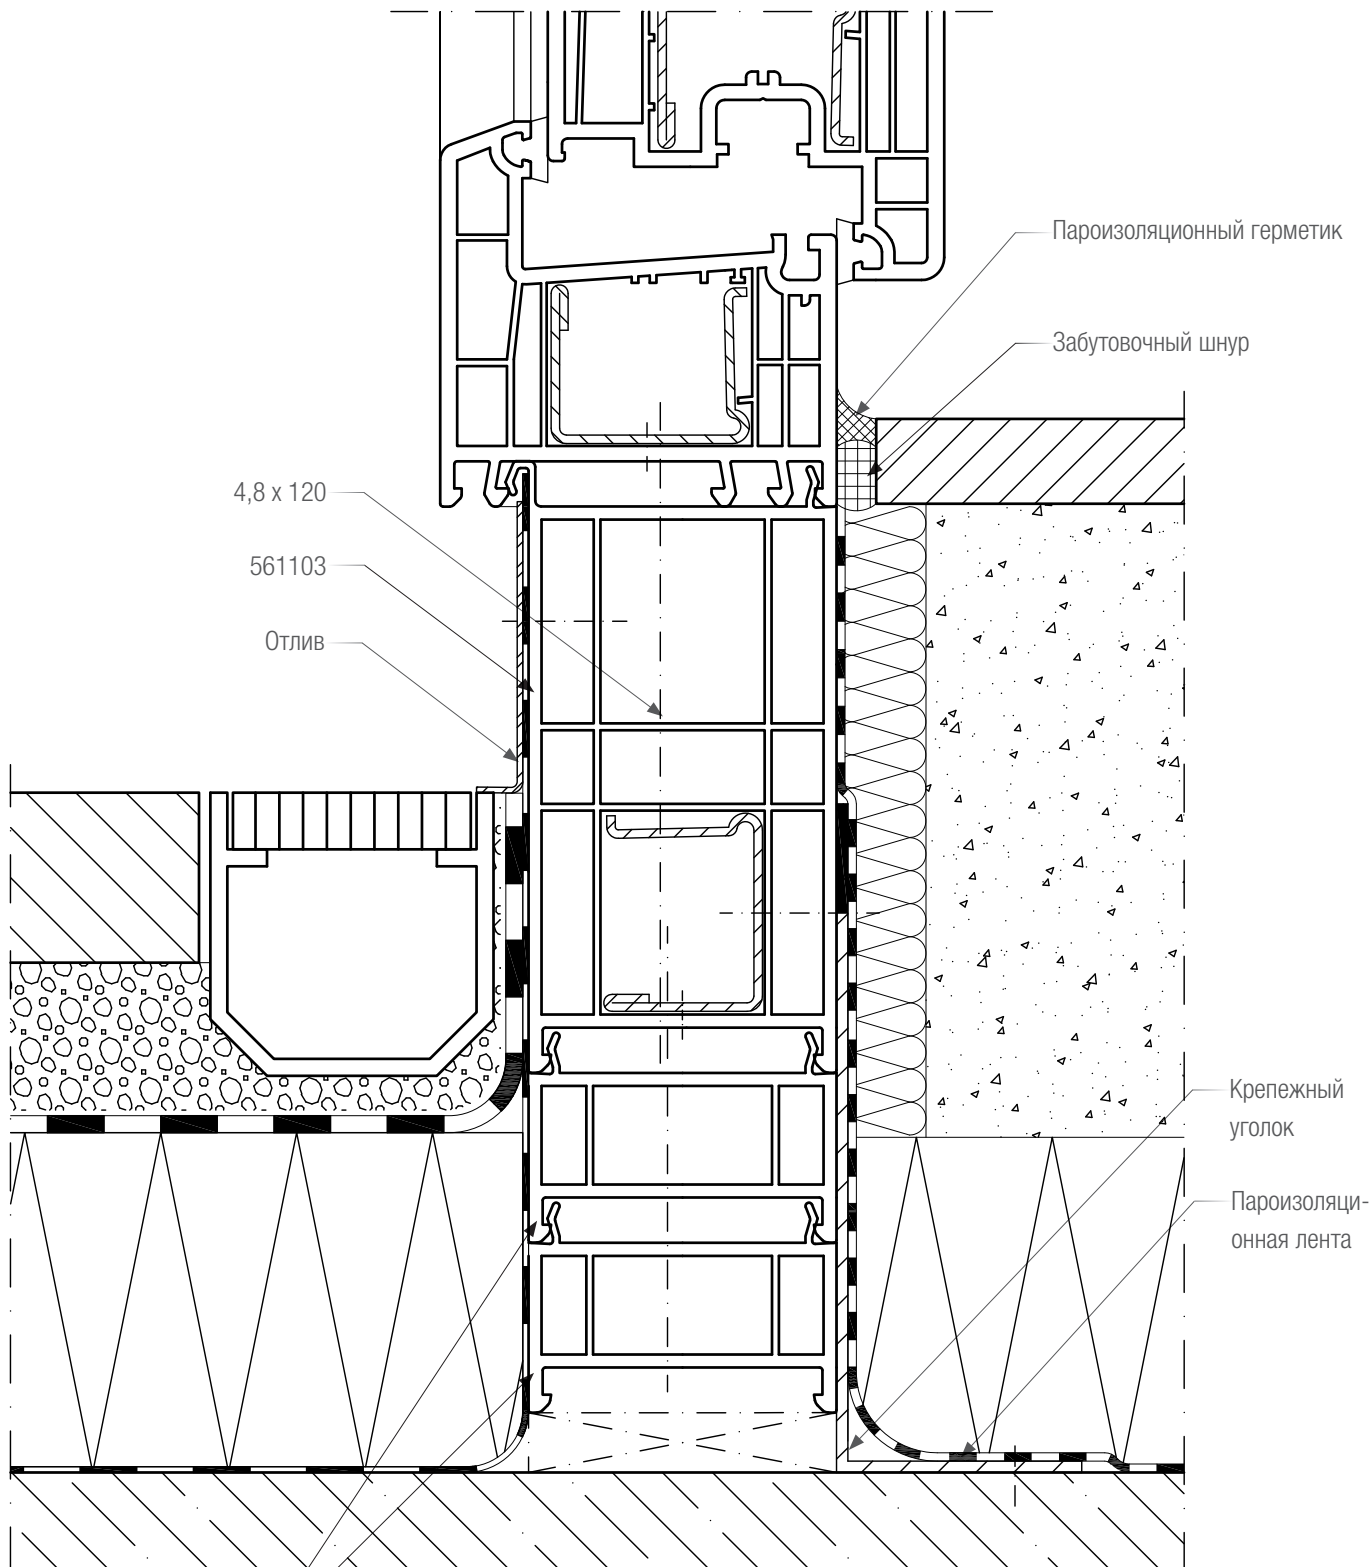 Пароизоляционный герметик
Забутовочный шнур
4,8 x 120
561103
Отлив
Крепежный
уголок
Пароизоляци-
онная лента